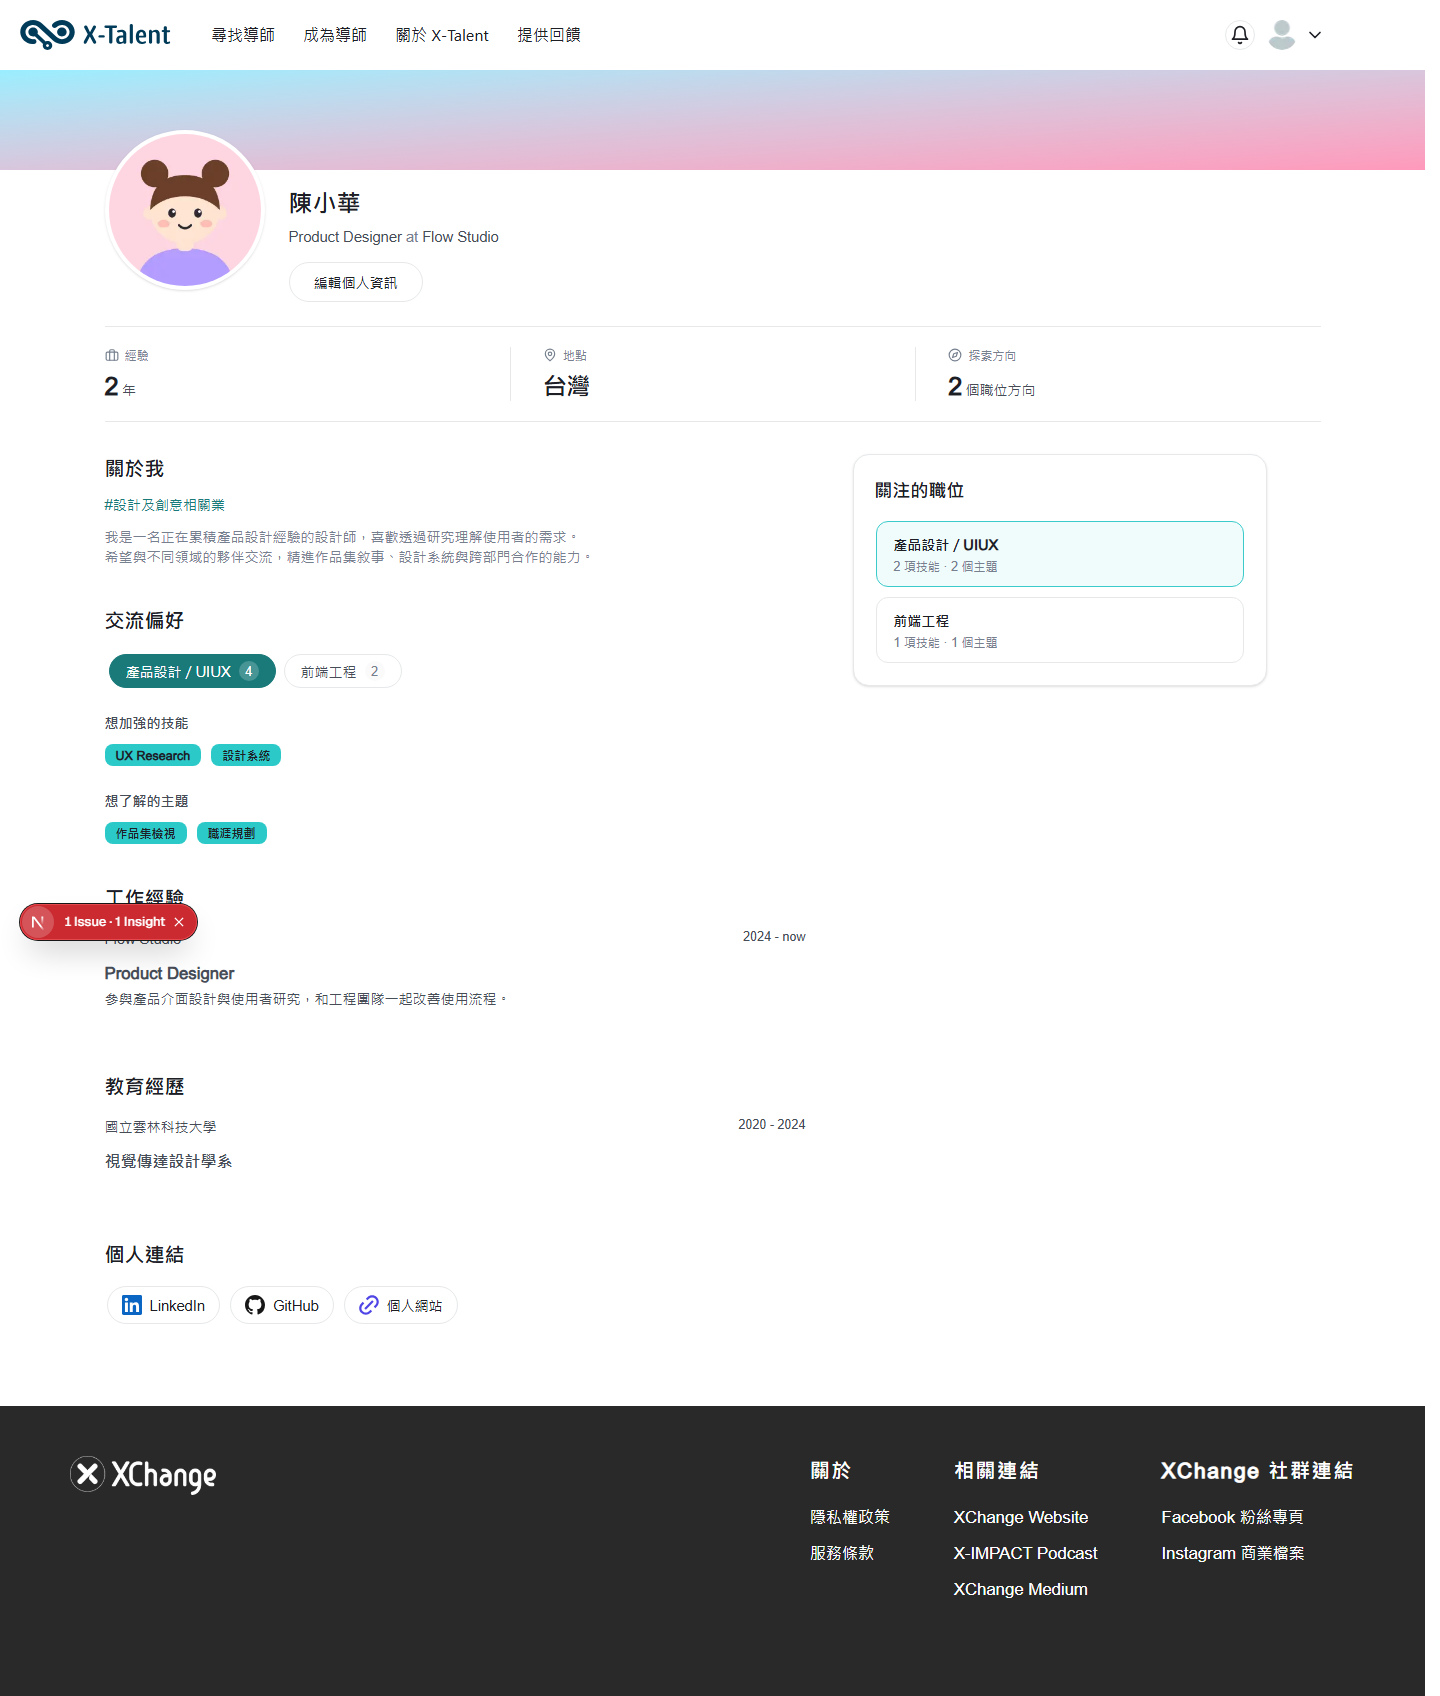 X-Talent
尋找導師
成為導師
關於 X-Talent
提供回饋
陳小華
Product Designer at Flow Studio
編輯個人資訊
經驗
2 年
地點
台灣
探索方向
2 個職位方向
關於我
#設計及創意相關業
我是一名正在累積產品設計經驗的設計師，喜歡透過研究理解使用者的需求。
希望與不同領域的夥伴交流，精進作品集敘事、設計系統與跨部門合作的能力。
關注的職位
產品設計 / UIUX
2 項技能 · 2 個主題
前端工程
1 項技能 · 1 個主題
交流偏好
產品設計 / UIUX 4
前端工程 2
想加強的技能
UX Research
設計系統
想了解的主題
作品集檢視
職涯規劃
工作經驗
N 1 Issue · 1 Insight ×
Flow Studio
2024 - now
Product Designer
參與產品介面設計與使用者研究，和工程團隊一起改善使用流程。
教育經歷
國立雲林科技大學
2020 - 2024
視覺傳達設計學系
個人連結
LinkedIn
GitHub
個人網站
XChange
關於
隱私權政策
服務條款
相關連結
XChange Website
X-IMPACT Podcast
XChange Medium
XChange 社群連結
Facebook 粉絲專頁
Instagram 商業檔案